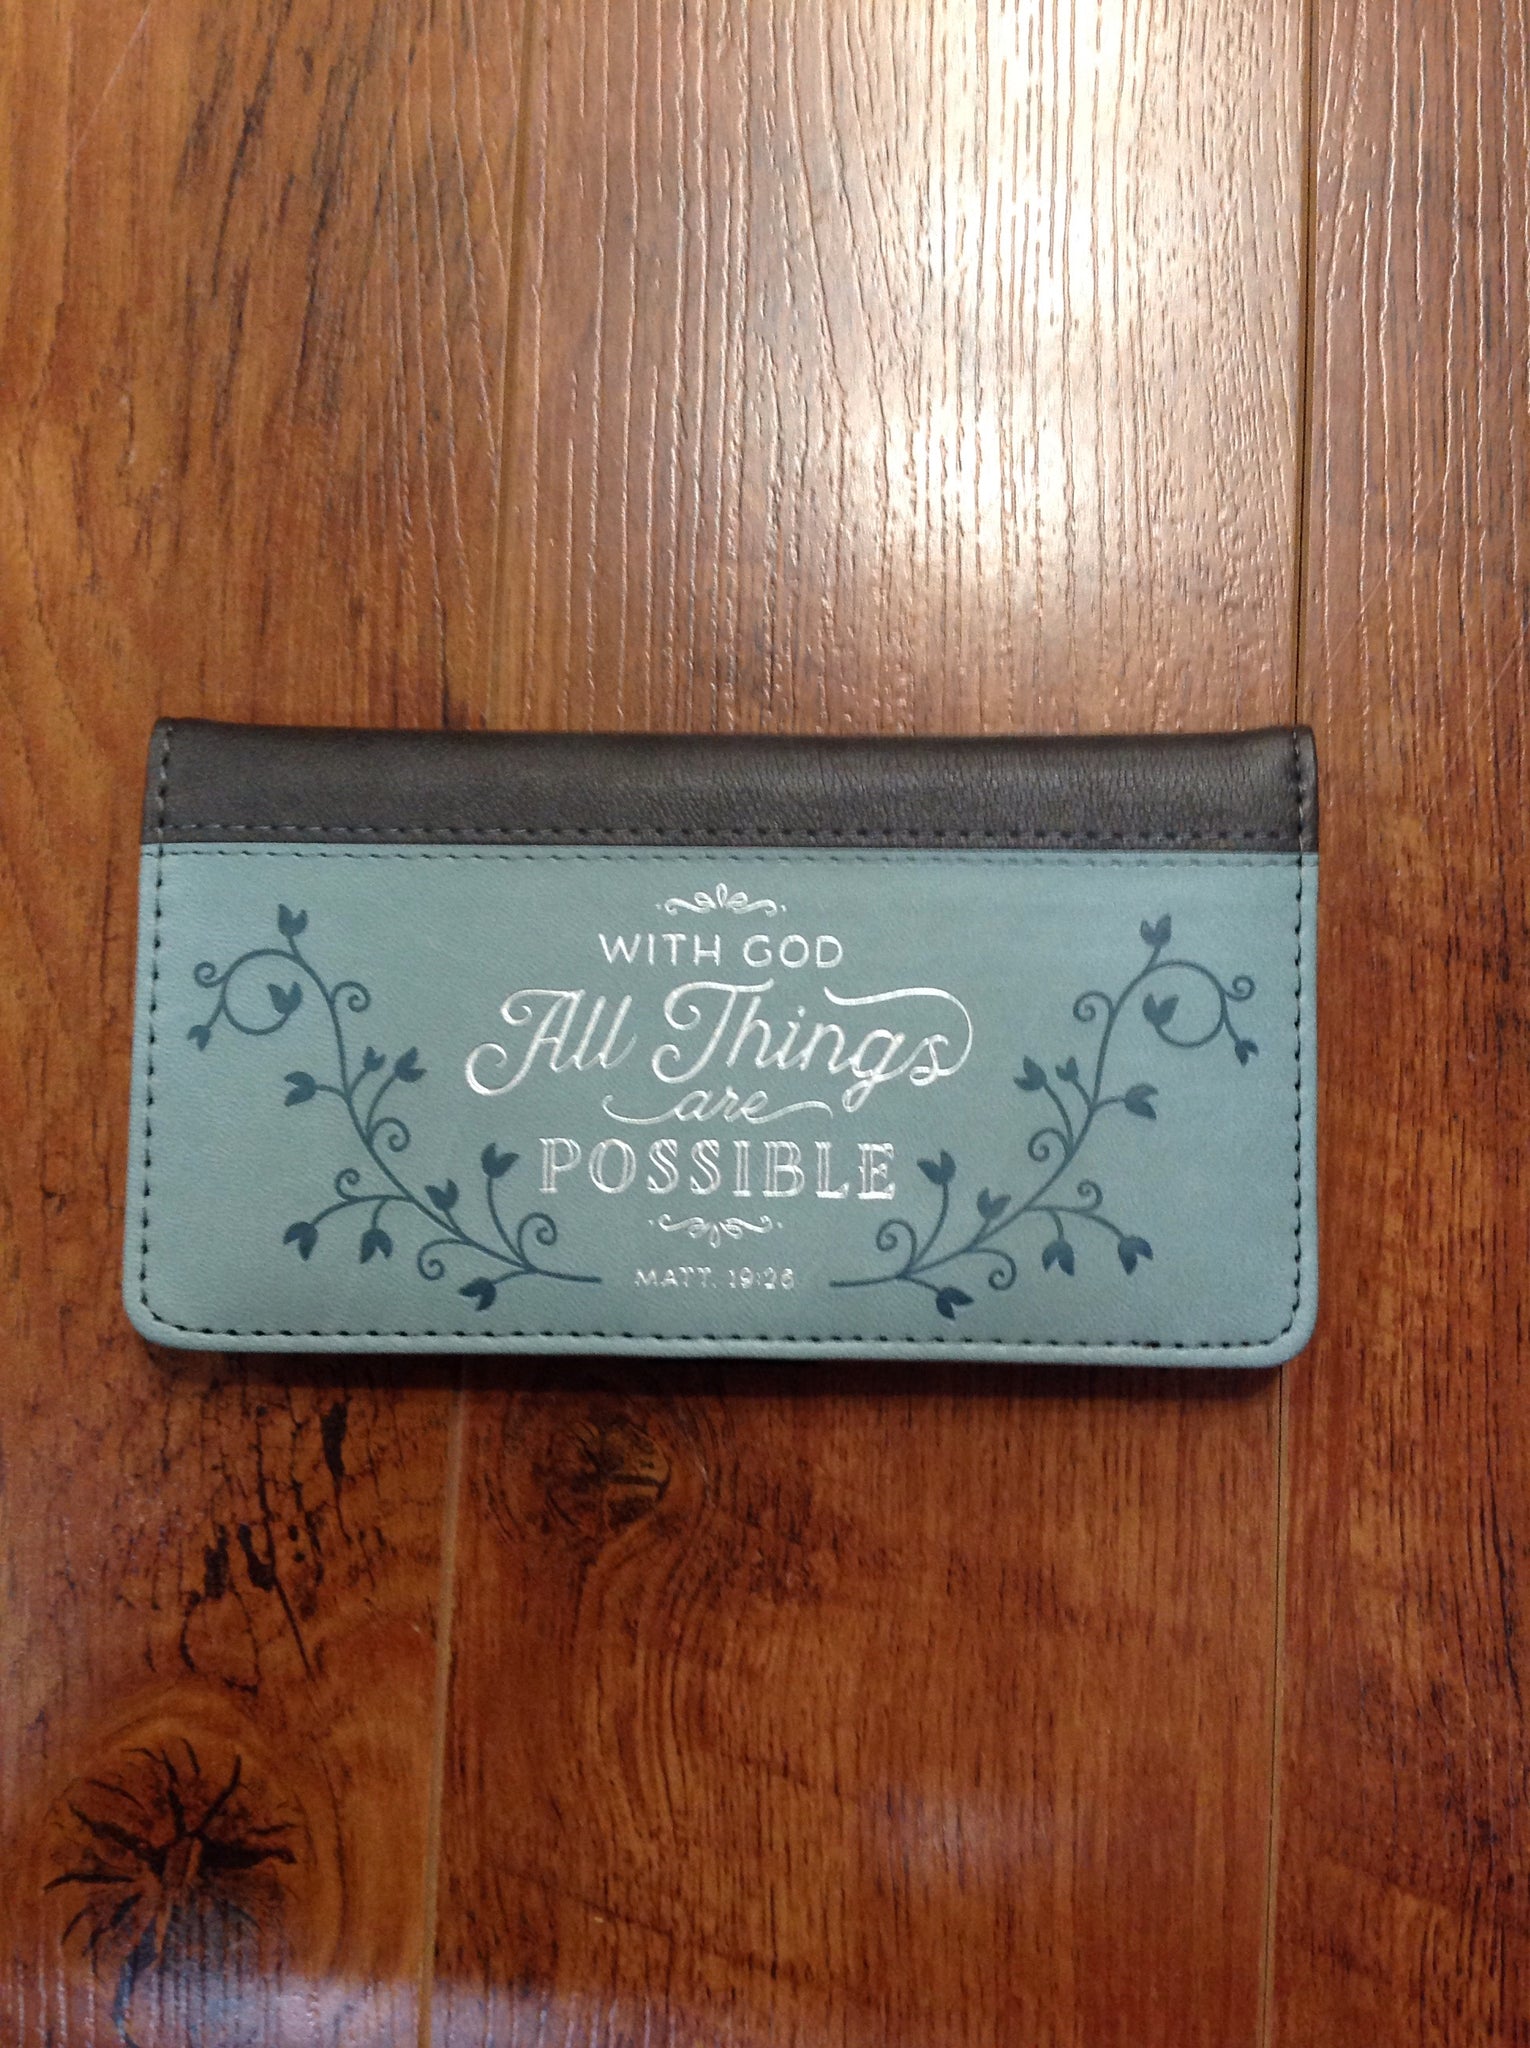 WITH GOD
All Things
are
POSSIBLE
MATT. 19:26